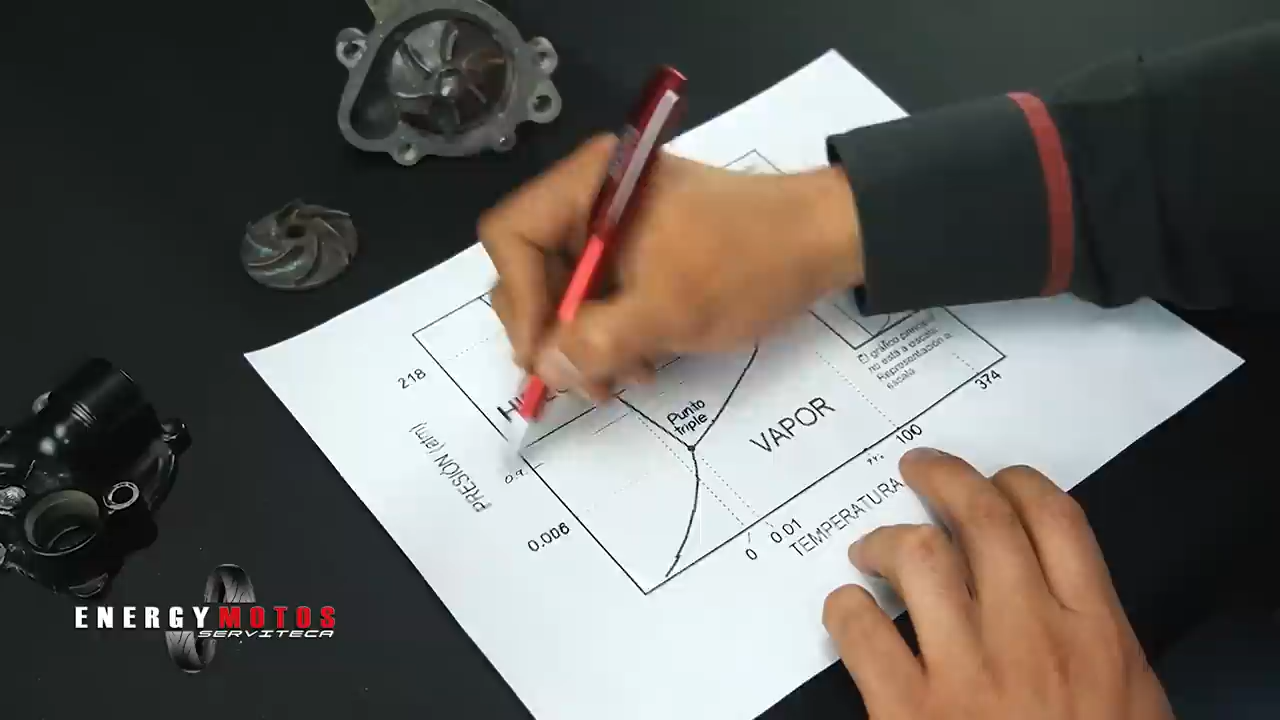 218
PRESIÓN (atm)
0.9
0.006
Punto
triple
VAPOR
El gráfico principal
no está a escala.
Representación a
escala
374
100
0
0.01
TEMPERATURA
ENERGYMOTOS
SERVITECA